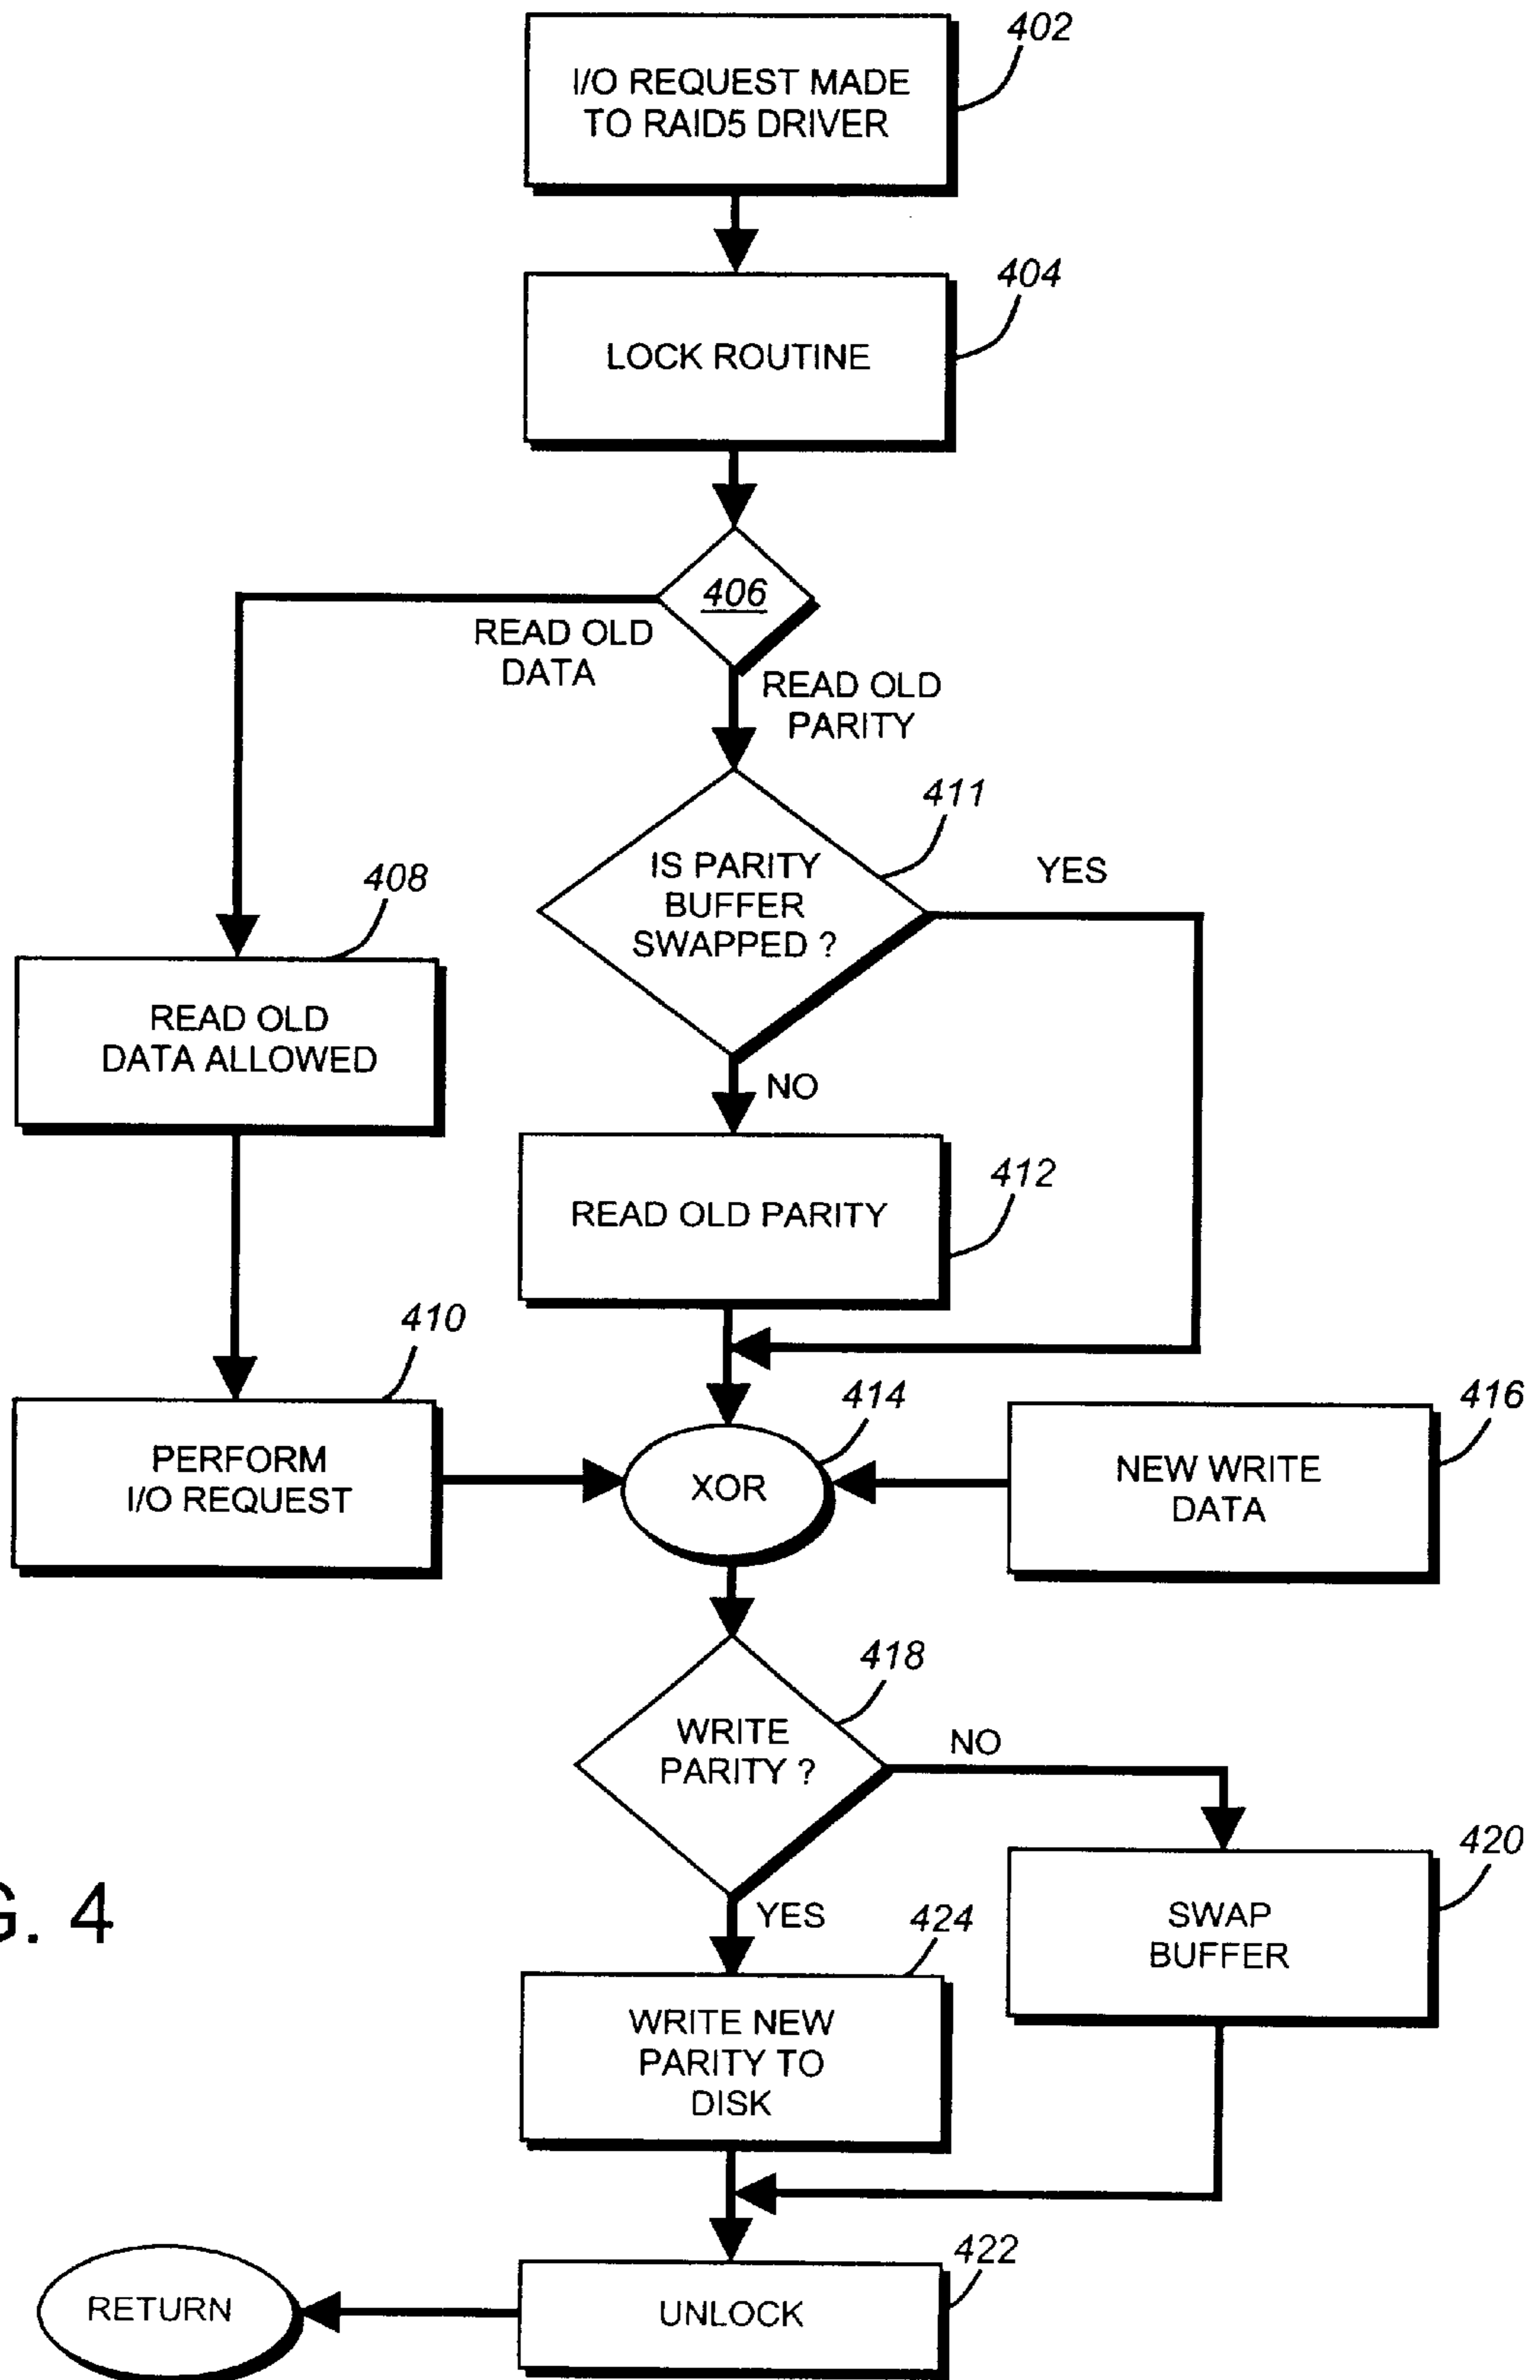 402
I/O REQUEST MADE
TO RAID5 DRIVER
404
LOCK ROUTINE
406
READ OLD
DATA
READ OLD
PARITY
411
IS PARITY
BUFFER
SWAPPED ?
YES
408
READ OLD
DATA ALLOWED
NO
412
READ OLD PARITY
410
PERFORM
I/O REQUEST
414
XOR
416
NEW WRITE
DATA
418
WRITE
PARITY ?
NO
420
SWAP
BUFFER
G. 4
YES
424
WRITE NEW
PARITY TO
DISK
422
UNLOCK
RETURN